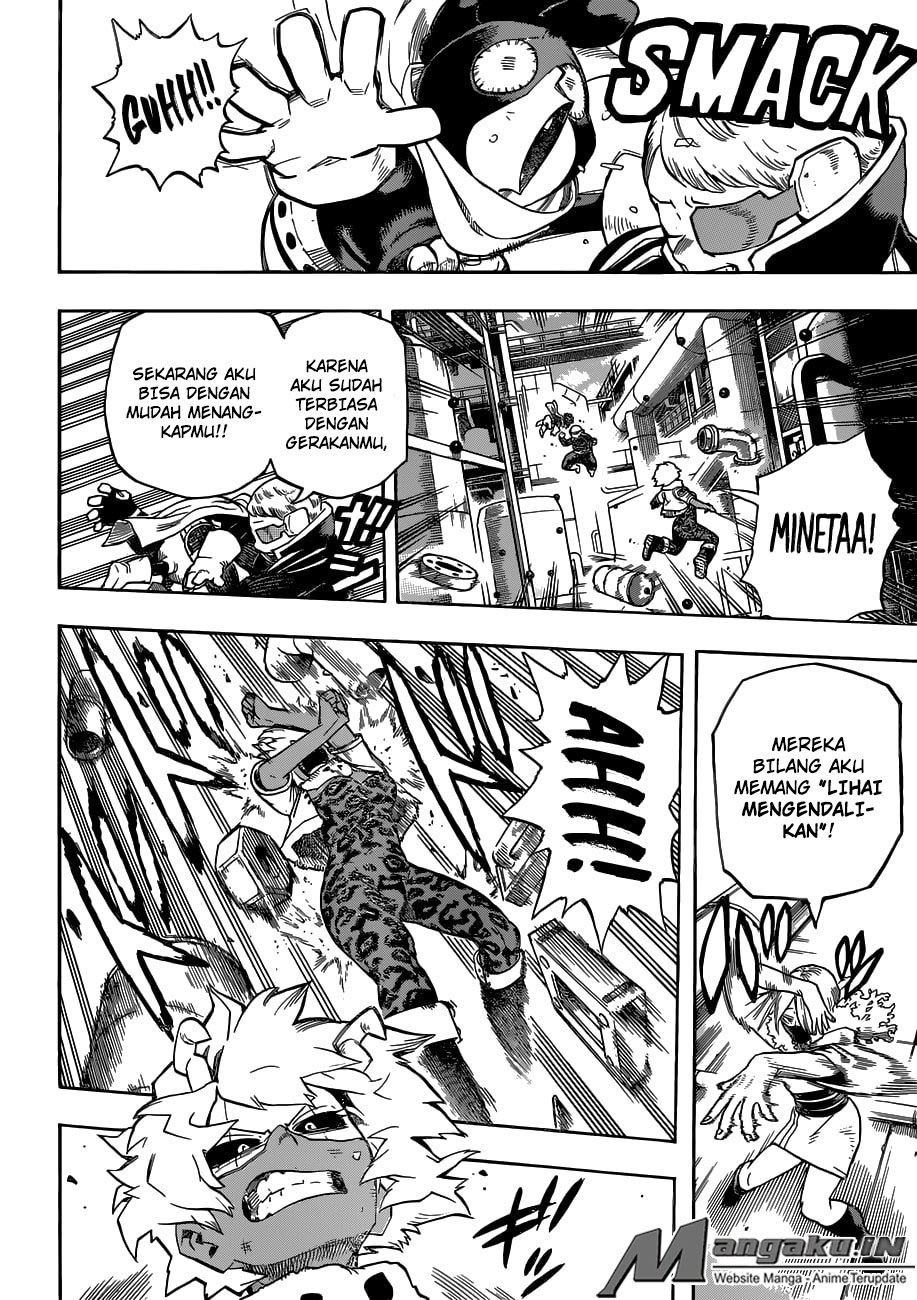 SMACK
GUHH!!
MINETAA!
KARENA
AKU SUDAH
TERBIASA
DENGAN
GERAKANMU,
SEKARANG AKU
BISA DENGAN
MUDAH MENANG-
KAPMU!!
MEREKA
BILANG AKU
MEMANG "LIHAI
MENGENDALI-
KAN"!
AHH!
Mangaku.iN
Website Manga - Anime Terupdate